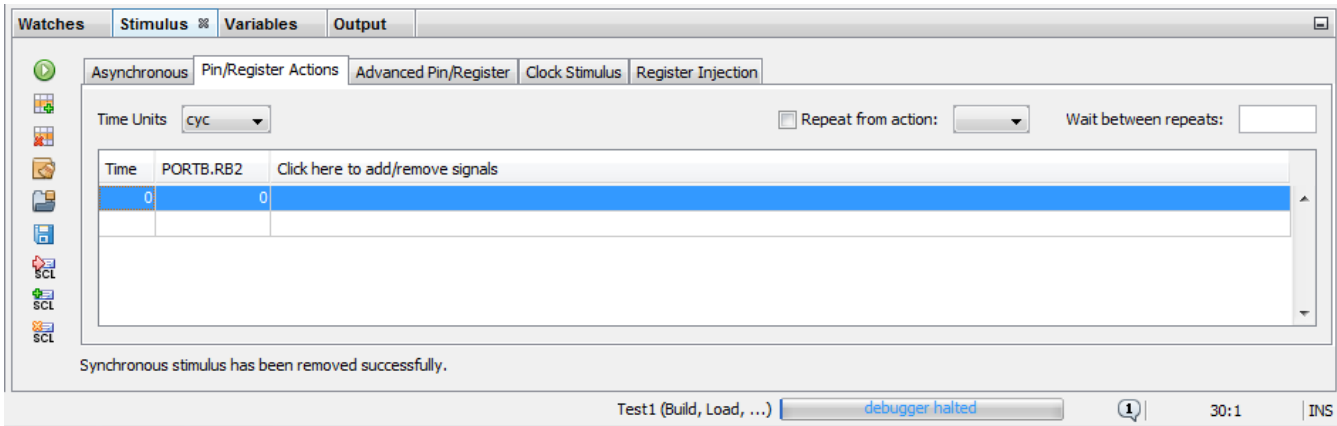 Watches Stimulus Variables Output
Asynchronous Pin/Register Actions Advanced Pin/Register Clock Stimulus Register Injection
Time Units cyc Repeat from action: Wait between repeats:
Time PORTB.RB2 Click here to add/remove signals
0 0
SCL
SCL
SCL
Synchronous stimulus has been removed successfully.
Test1 (Build, Load, ...) debugger halted 1 30:1 INS